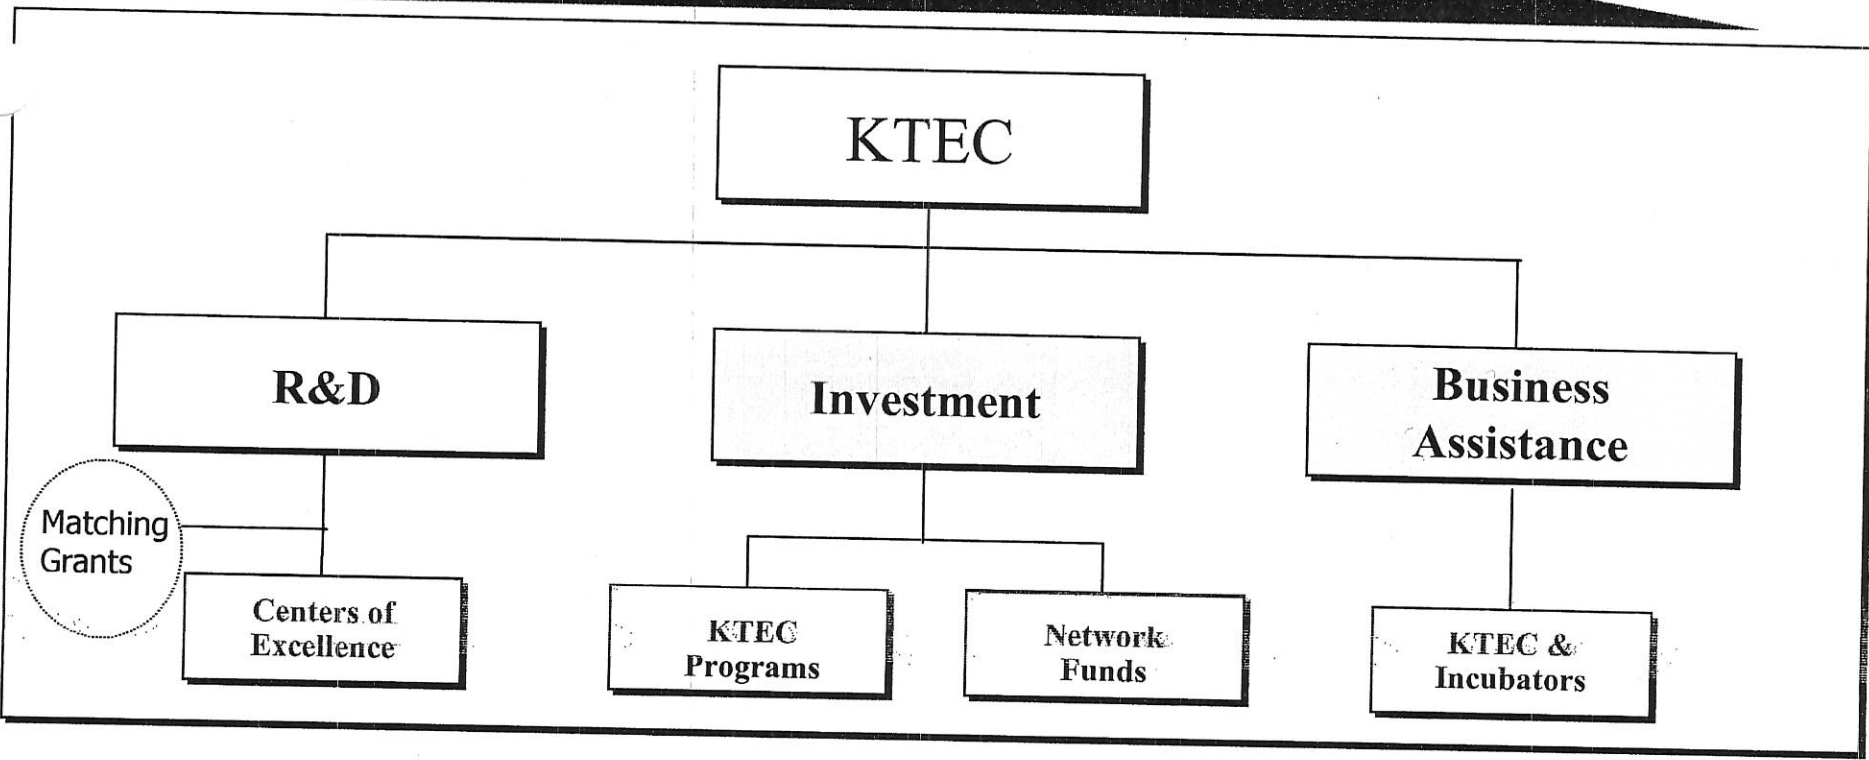 KTEC
R&D
Investment
Business
Assistance
Matching
Grants
Centers of
Excellence
KTEC
Programs
Network
Funds
KTEC &
Incubators